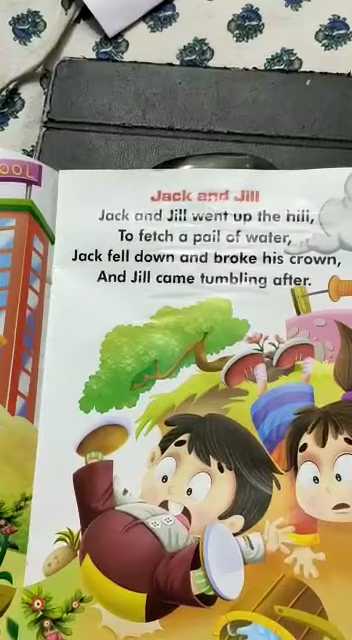 OOL
Jack and Jill
Jack and Jill went up the hill,
To fetch a pail of water,
Jack fell down and broke his crown,
And Jill came tumbling after.